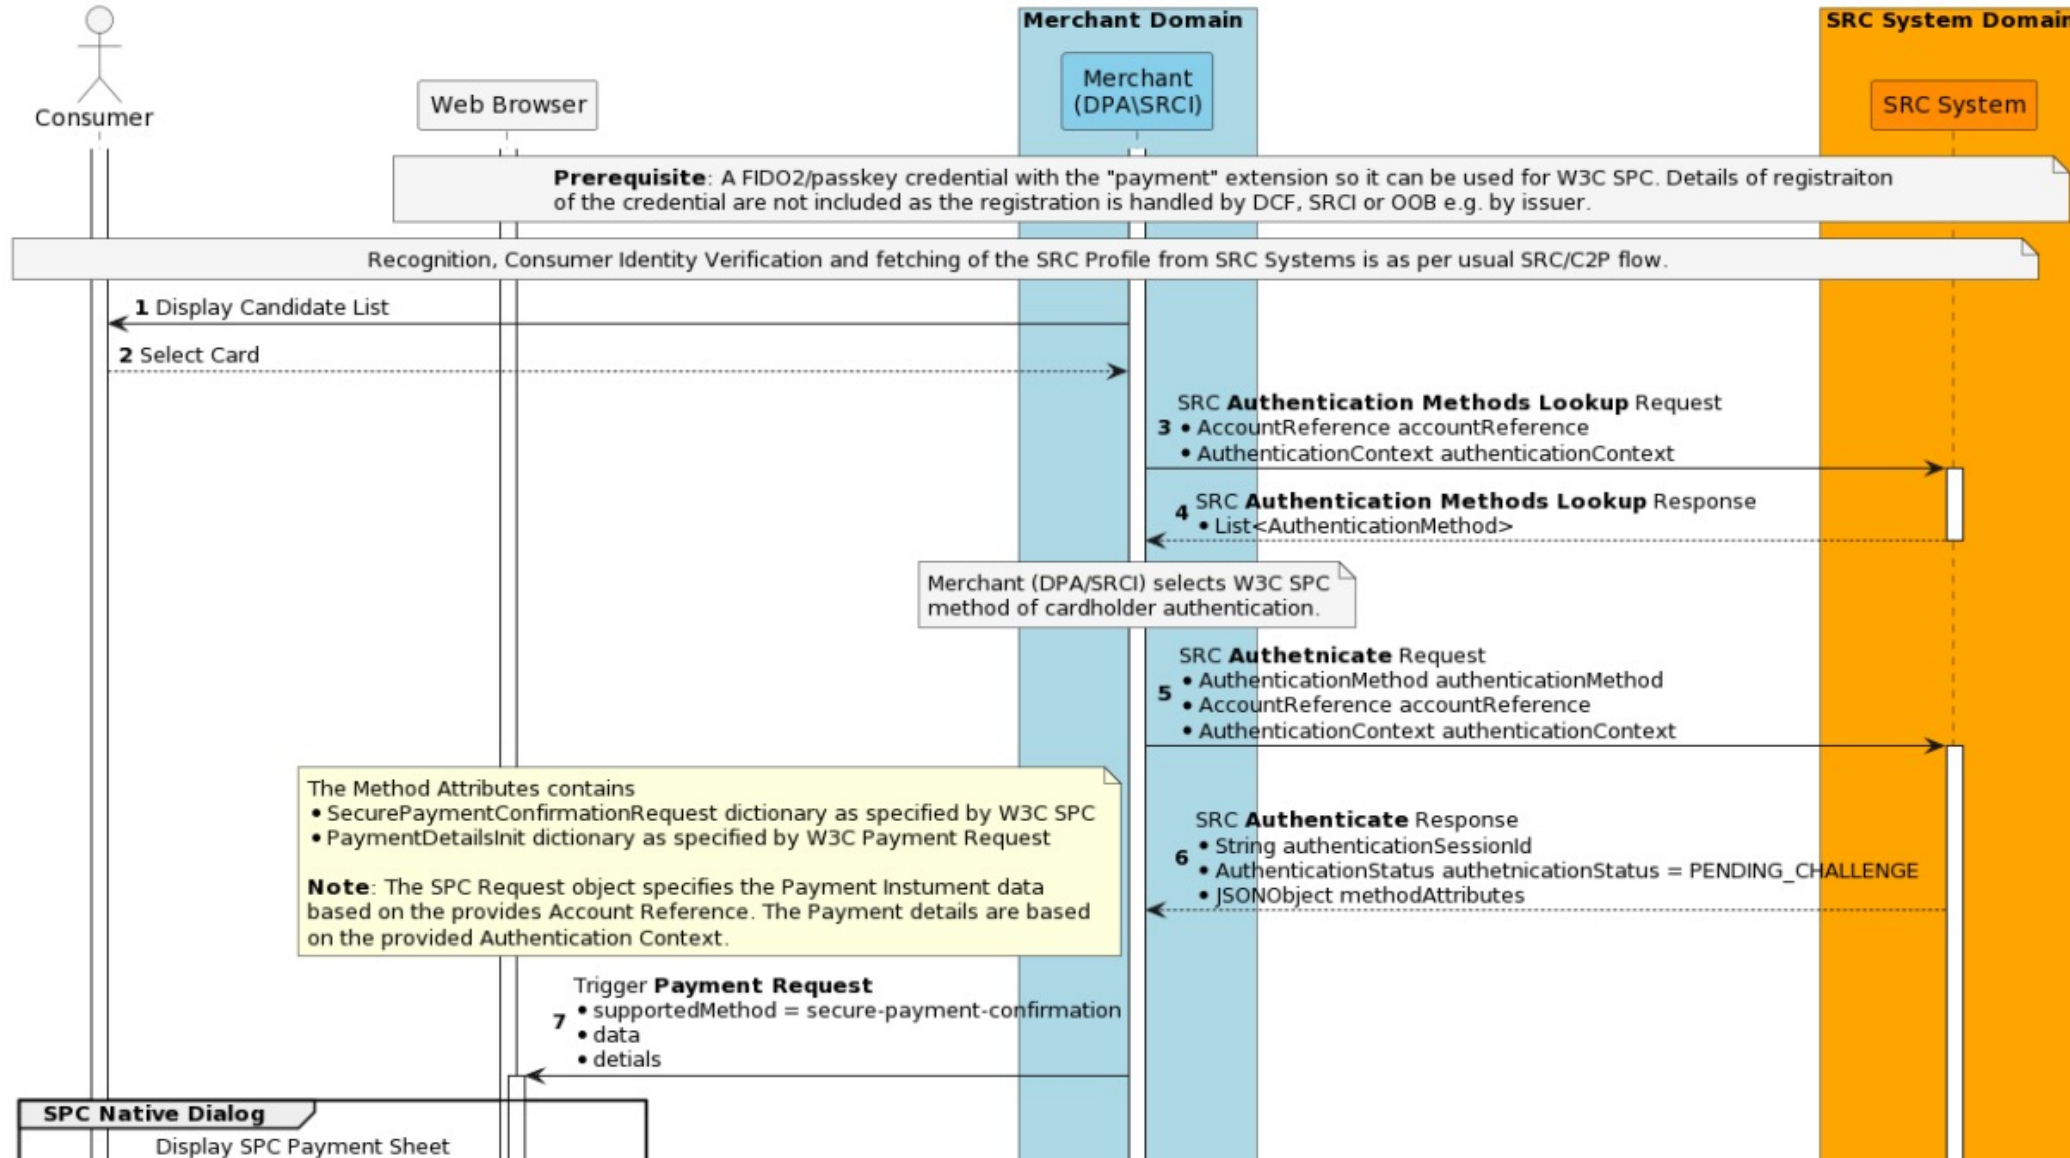 Merchant Domain
SRC System Domain
Consumer
Web Browser
Merchant
(DPA\SRCI)
SRC System
Prerequisite: A FIDO2/passkey credential with the "payment" extension so it can be used for W3C SPC. Details of registraiton
of the credential are not included as the registration is handled by DCF, SRCI or OOB e.g. by issuer.
Recognition, Consumer Identity Verification and fetching of the SRC Profile from SRC Systems is as per usual SRC/C2P flow.
1 Display Candidate List
2 Select Card
SRC Authentication Methods Lookup Request
3 • AccountReference accountReference
• AuthenticationContext authenticationContext
SRC Authentication Methods Lookup Response
4 • List<AuthenticationMethod>
Merchant (DPA/SRCI) selects W3C SPC
method of cardholder authentication.
SRC Authetnicate Request
• AuthenticationMethod authenticationMethod
5 • AccountReference accountReference
• AuthenticationContext authenticationContext
The Method Attributes contains
• SecurePaymentConfirmationRequest dictionary as specified by W3C SPC
• PaymentDetailsInit dictionary as specified by W3C Payment Request
Note: The SPC Request object specifies the Payment Instument data
based on the provides Account Reference. The Payment details are based
on the provided Authentication Context.
SRC Authenticate Response
• String authenticationSessionId
6 • AuthenticationStatus authetnicationStatus = PENDING_CHALLENGE
• JSONObject methodAttributes
Trigger Payment Request
• supportedMethod = secure-payment-confirmation
7 • data
• detials
SPC Native Dialog
Display SPC Payment Sheet